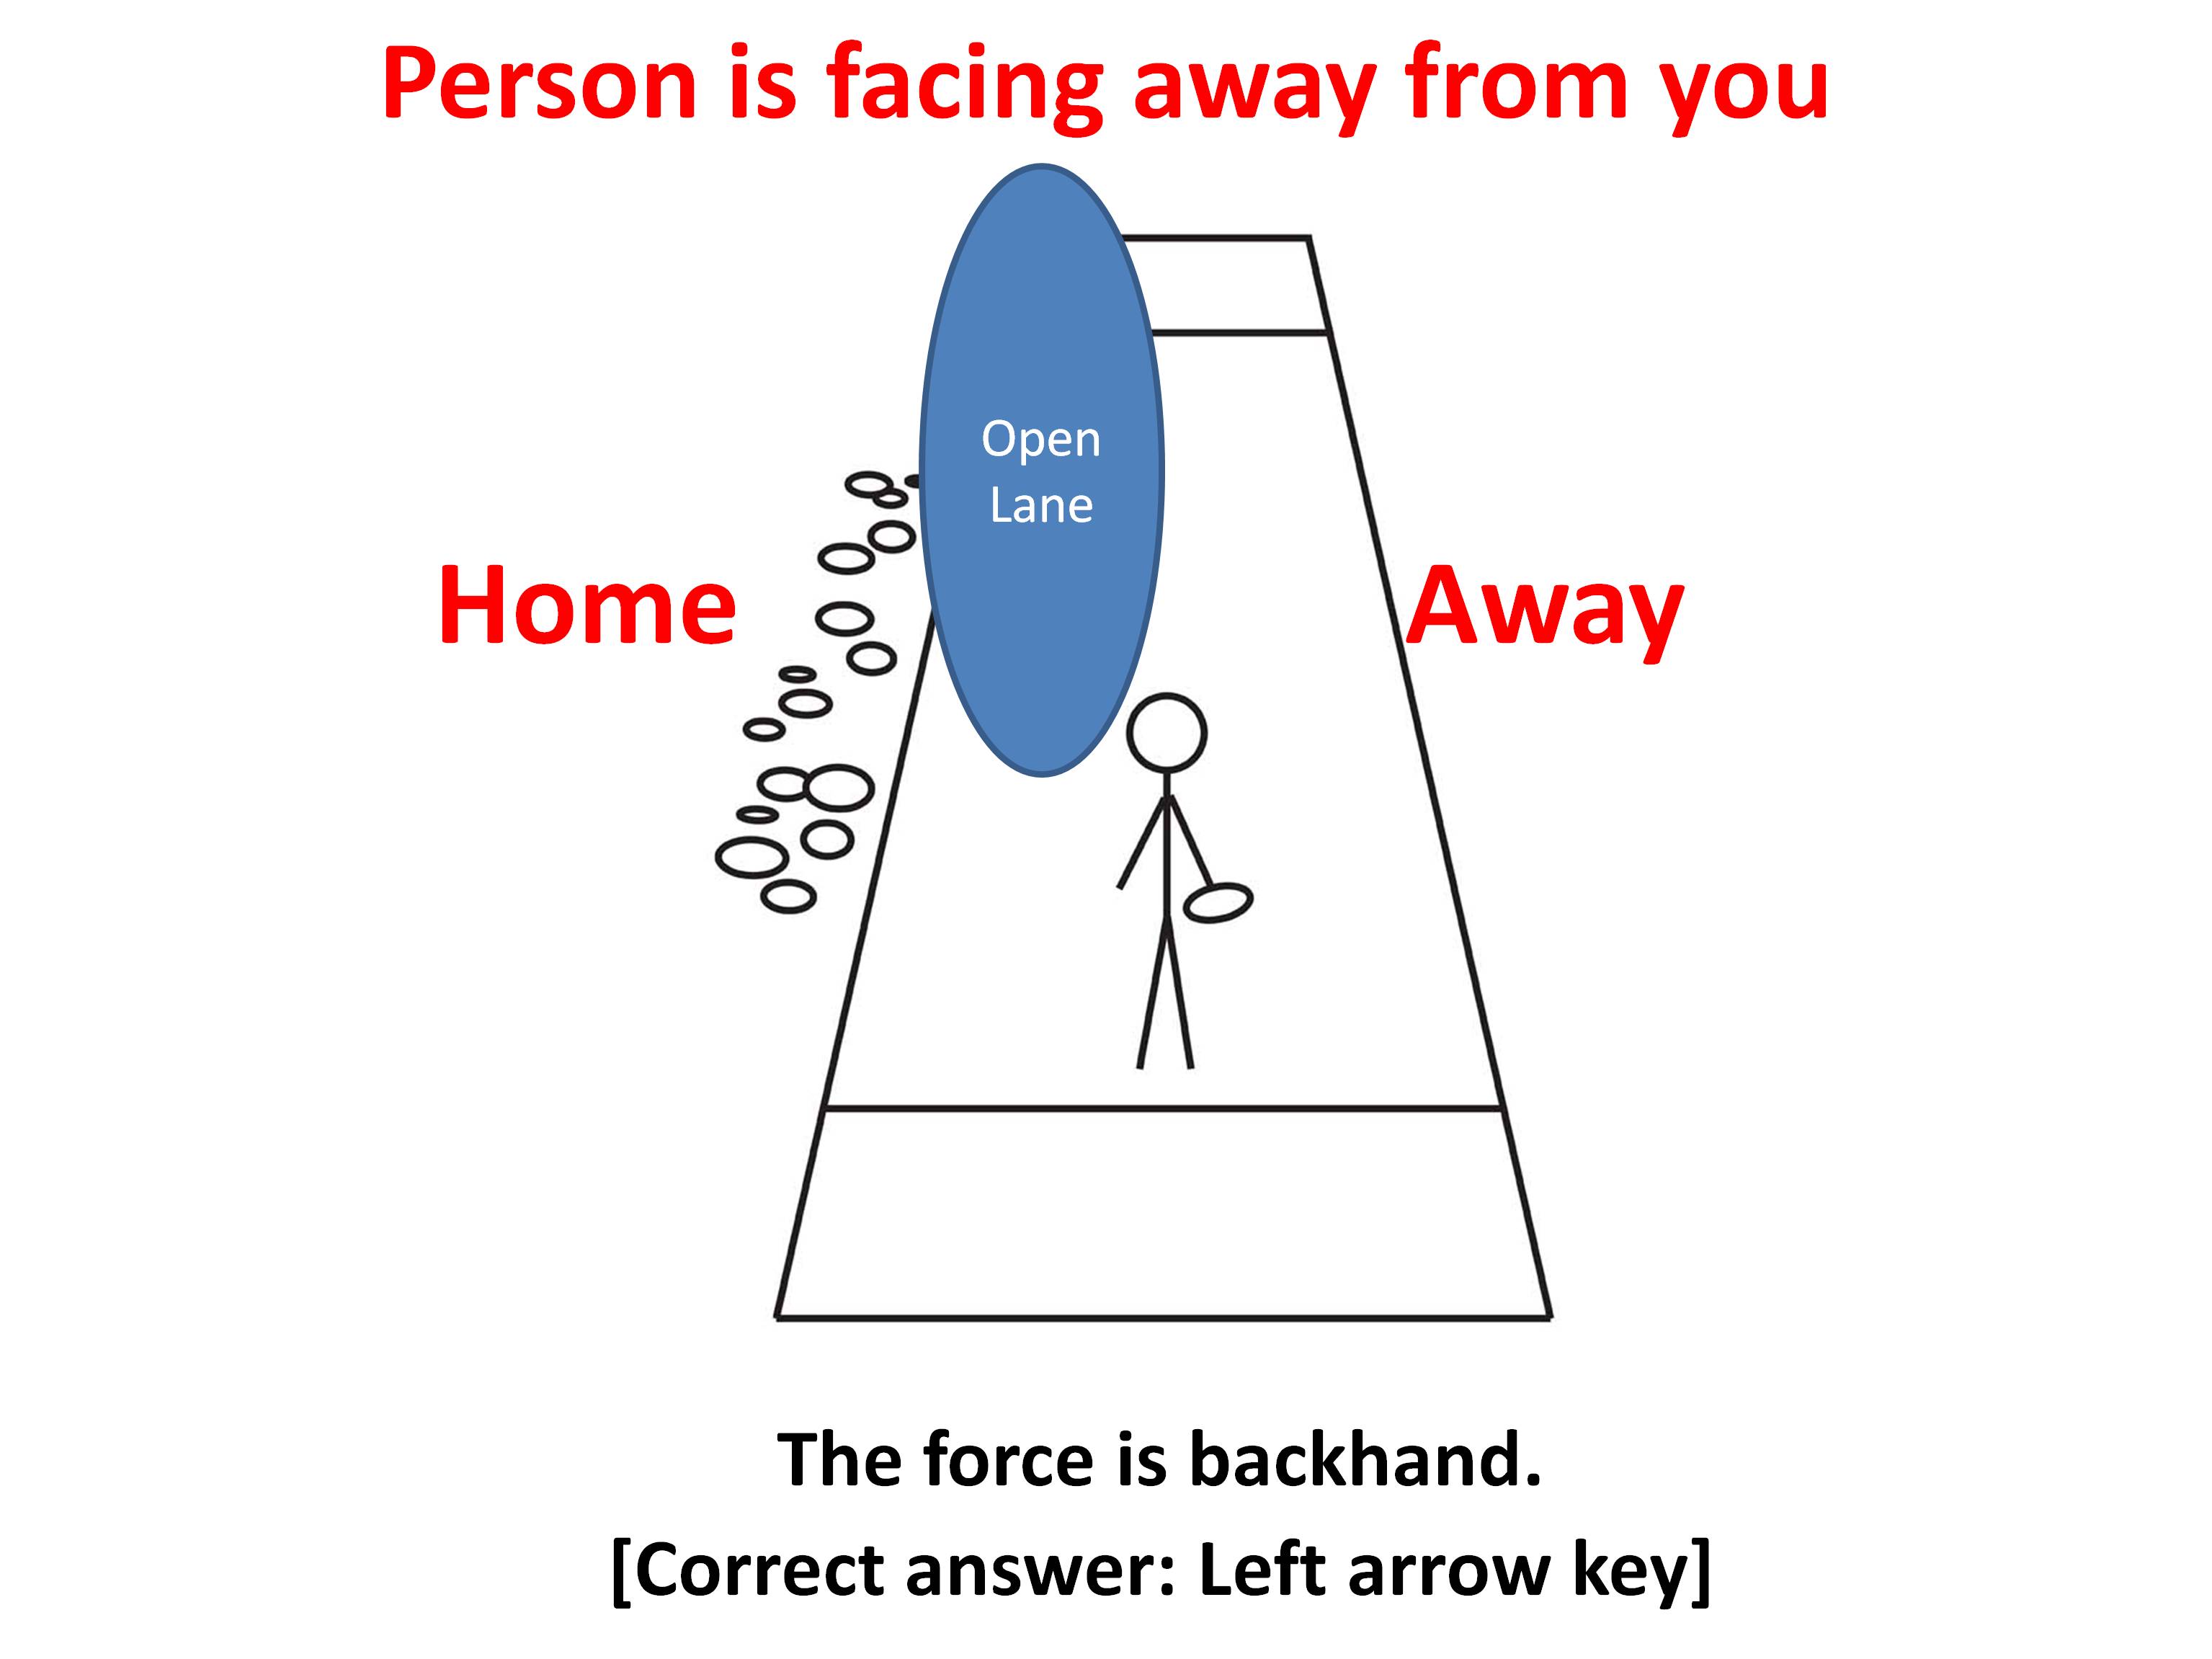 Person is facing away from you
Open
Lane
Home
Away
The force is backhand.
[Correct answer: Left arrow key]